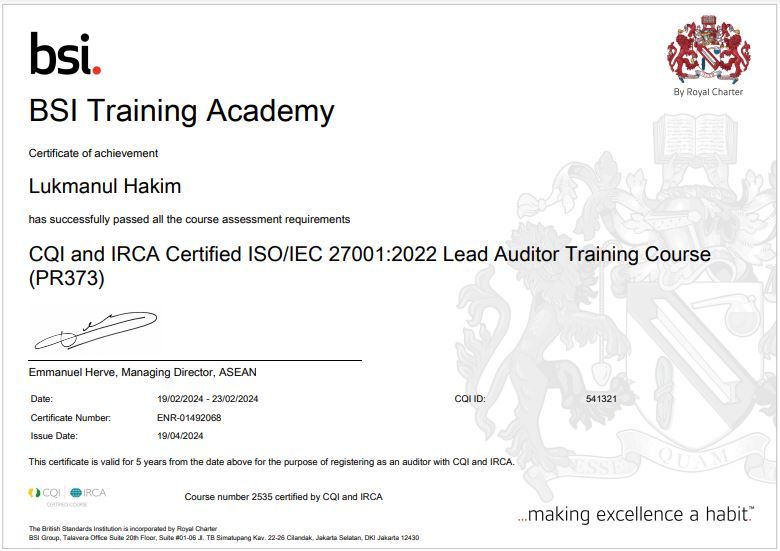 bsi.
By Royal Charter
BSI Training Academy
Certificate of achievement
Lukmanul Hakim
has successfully passed all the course assessment requirements
CQI and IRCA Certified ISO/IEC 27001:2022 Lead Auditor Training Course
(PR373)
Emmanuel Herve, Managing Director, ASEAN
Date: 19/02/2024 - 23/02/2024 CQI ID: 541321
Certificate Number: ENR-01492068
Issue Date: 19/04/2024
This certificate is valid for 5 years from the date above for the purpose of registering as an auditor with CQI and IRCA.
ESSE QUAM
CQI IRCA
CERTIFIED COURSE
Course number 2535 certified by CQI and IRCA
...making excellence a habit.™
The British Standards Institution is incorporated by Royal Charter
BSI Group, Talavera Office Suite 20th Floor, Suite #01-06 Jl. TB Simatupang Kav. 22-26 Cilandak, Jakarta Selatan, DKI Jakarta 12430